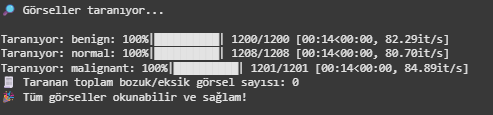 🔎 Görseller taranıyor...
Taranıyor: benign: 100%|██████████| 1200/1200 [00:14<00:00, 82.29it/s]
Taranıyor: normal: 100%|██████████| 1208/1208 [00:14<00:00, 80.70it/s]
Taranıyor: malignant: 100%|██████████| 1201/1201 [00:14<00:00, 84.89it/s]
🧾 Taranan toplam bozuk/eksik görsel sayısı: 0
🎉 Tüm görseller okunabilir ve sağlam!